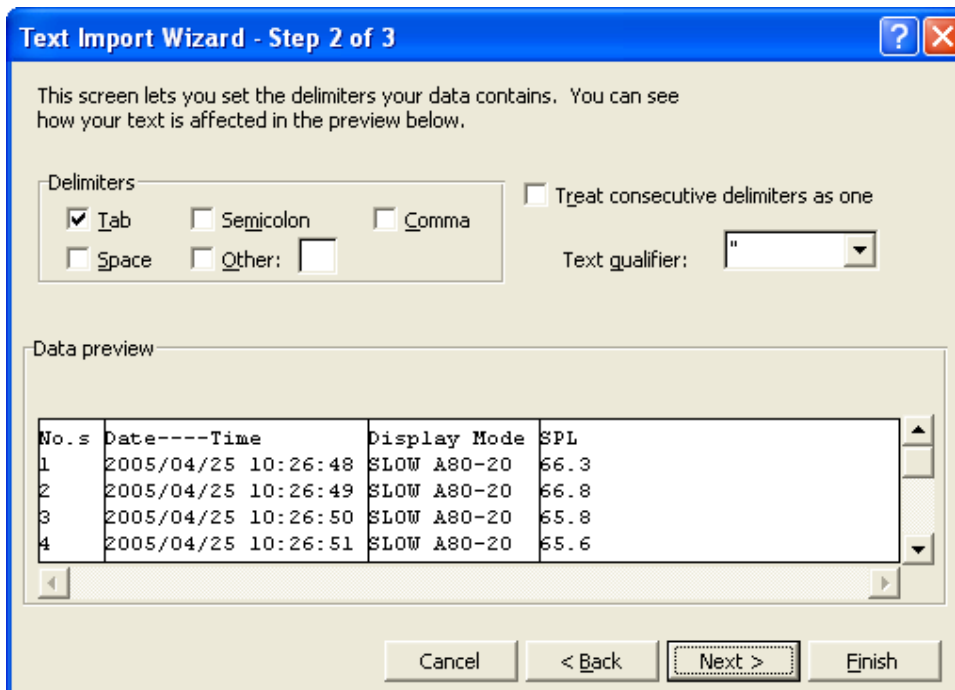 Text Import Wizard - Step 2 of 3
This screen lets you set the delimiters your data contains. You can see
how your text is affected in the preview below.
Delimiters
Tab Semicolon Comma
Space Other:
Treat consecutive delimiters as one
Text qualifier: "
Data preview
No.s Date----Time Display Mode SPL
1 2005/04/25 10:26:48 SLOW A80-20 66.3
2 2005/04/25 10:26:49 SLOW A80-20 66.8
3 2005/04/25 10:26:50 SLOW A80-20 65.8
4 2005/04/25 10:26:51 SLOW A80-20 65.6
Cancel < Back Next > Finish